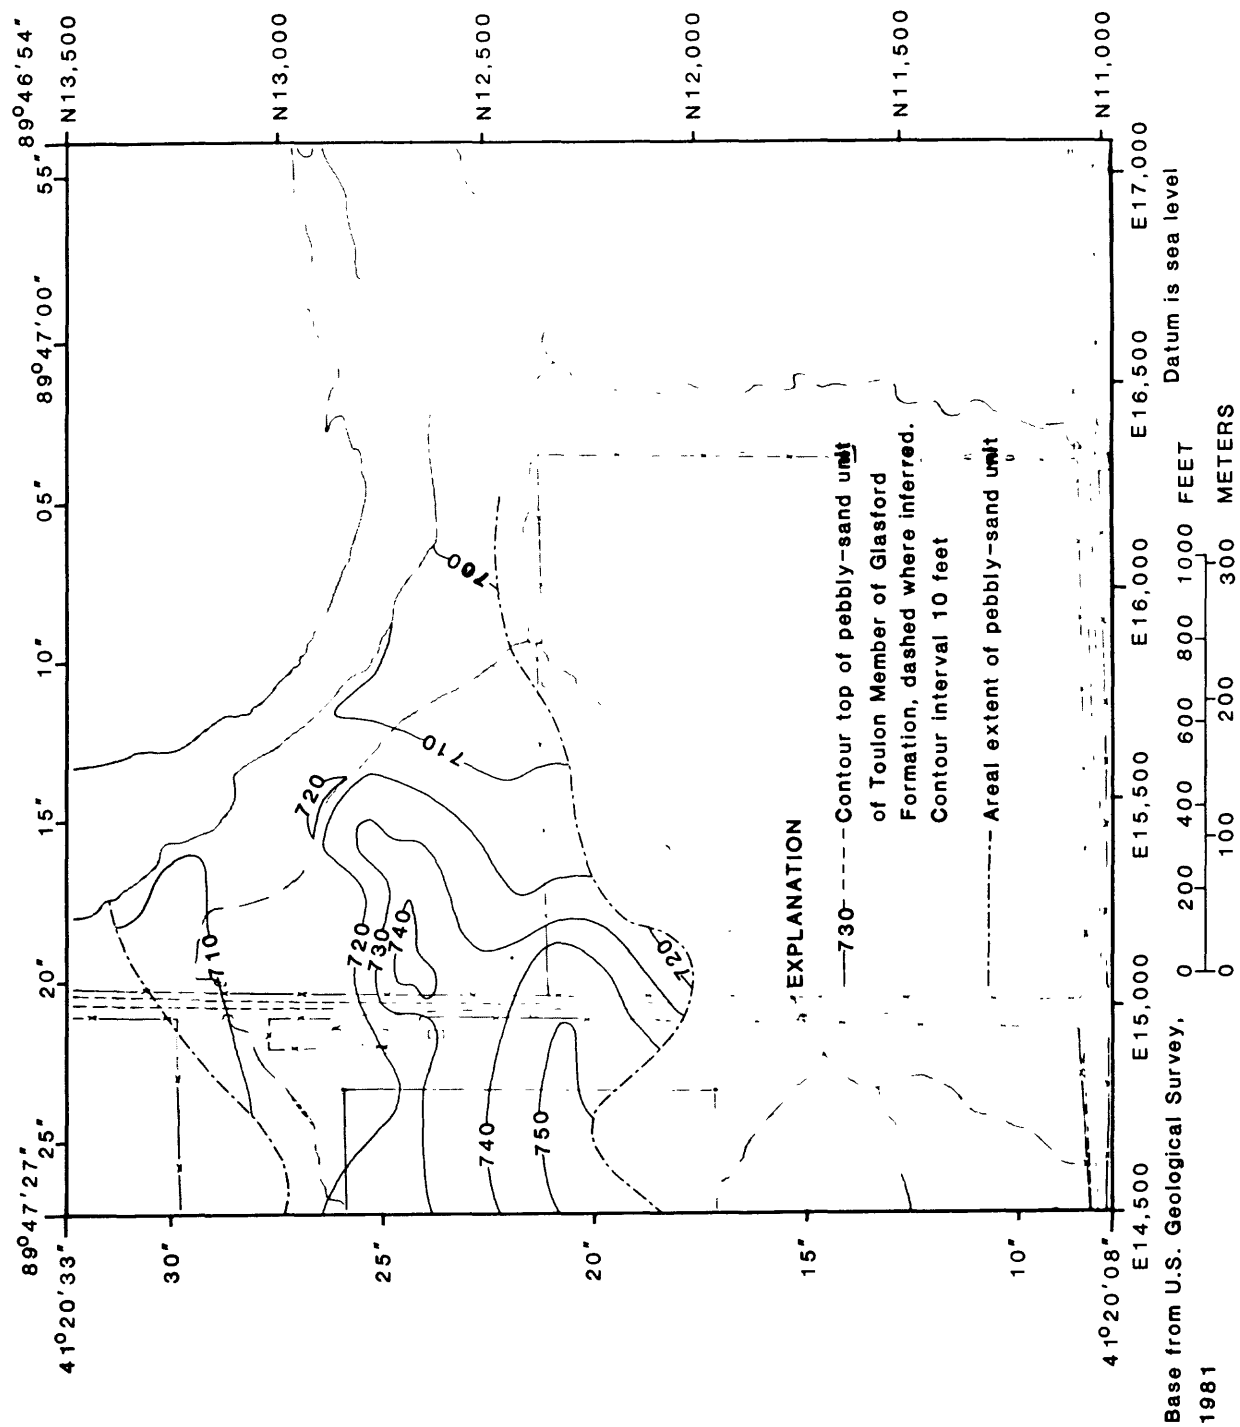 89°47'27" 25" 20" 15" 10" 05" 89°47'00" 55" 89°46'54"
41°20'33"
30"
25"
20"
15"
10"
41°20'08"
N13,500
N13,000
N12,500
N12,000
N11,500
N11,000
E14,500 E15,000 E15,500 E16,000 E16,500 E17,000
710
720
720
730
740
710
700
740
750
720
EXPLANATION
730 Contour top of pebbly-sand unit
of Toulon Member of Glasford
Formation, dashed where inferred.
Contour interval 10 feet
Areal extent of pebbly-sand unit
Base from U.S. Geological Survey,
1981
0 200 400 600 800 1000 FEET
0 100 200 300 METERS
Datum is sea level